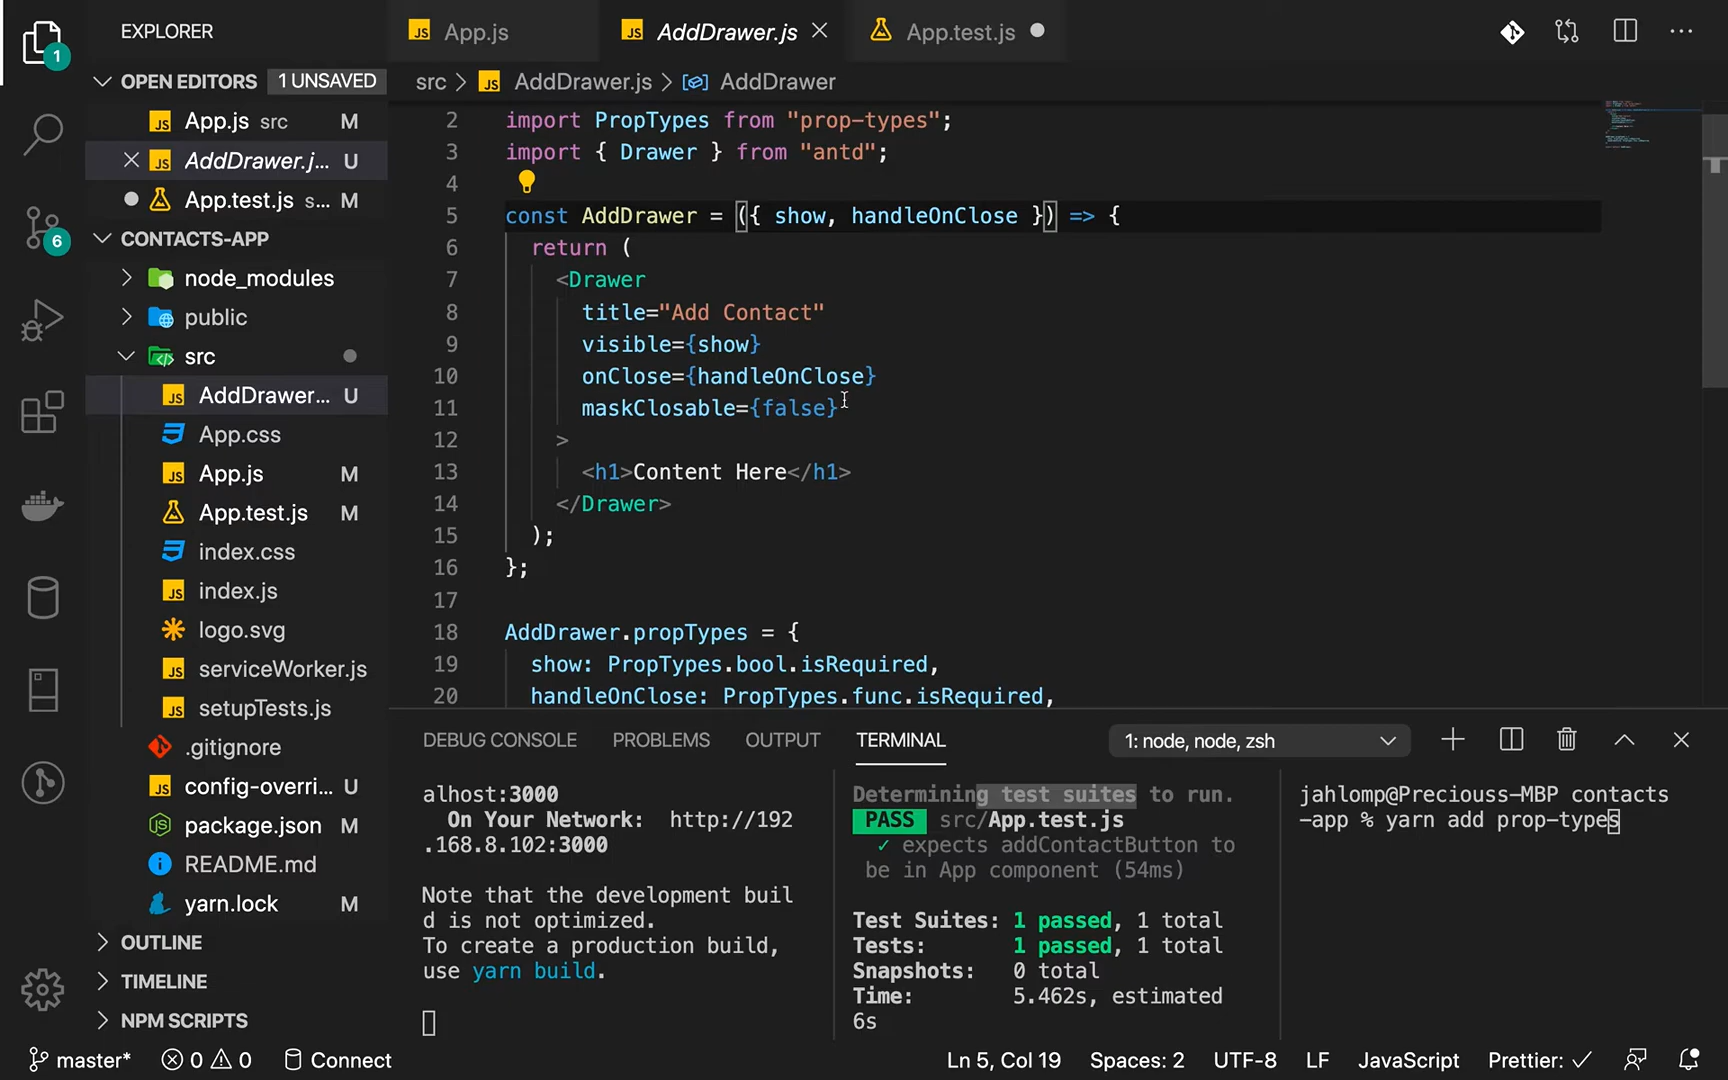 EXPLORER
App.js
AddDrawer.js
App.test.js
1
OPEN EDITORS 1 UNSAVED
src > JS AddDrawer.js > AddDrawer
JS App.js src M
JS AddDrawer.j... U
App.test.js s... M
CONTACTS-APP
node_modules
public
src
JS AddDrawer... U
App.css
JS App.js M
App.test.js M
index.css
JS index.js
logo.svg
JS serviceWorker.js
JS setupTests.js
.gitignore
JS config-overri... U
package.json M
README.md
yarn.lock M
OUTLINE
TIMELINE
NPM SCRIPTS
6
2 import PropTypes from "prop-types";
3 import { Drawer } from "antd";
4
5 const AddDrawer = ({ show, handleOnClose }) => {
6 return (
7 <Drawer
8 title="Add Contact"
9 visible={show}
10 onClose={handleOnClose}
11 maskClosable={false}
12 >
13 <h1>Content Here</h1>
14 </Drawer>
15 );
16 };
17
18 AddDrawer.propTypes = {
19 show: PropTypes.bool.isRequired,
20 handleOnClose: PropTypes.func.isRequired,
DEBUG CONSOLE PROBLEMS OUTPUT TERMINAL 1: node, node, zsh
alhost:3000
On Your Network: http://192
.168.8.102:3000
Note that the development buil
d is not optimized.
To create a production build,
use yarn build.
Determining test suites to run.
PASS src/App.test.js
✓ expects addContactButton to
be in App component (54ms)
Test Suites: 1 passed, 1 total
Tests: 1 passed, 1 total
Snapshots: 0 total
Time: 5.462s, estimated
6s
jahlomp@Preciouss-MBP contacts
-app % yarn add prop-types
master* 0 0 Connect
Ln 5, Col 19 Spaces: 2 UTF-8 LF JavaScript Prettier: ✓